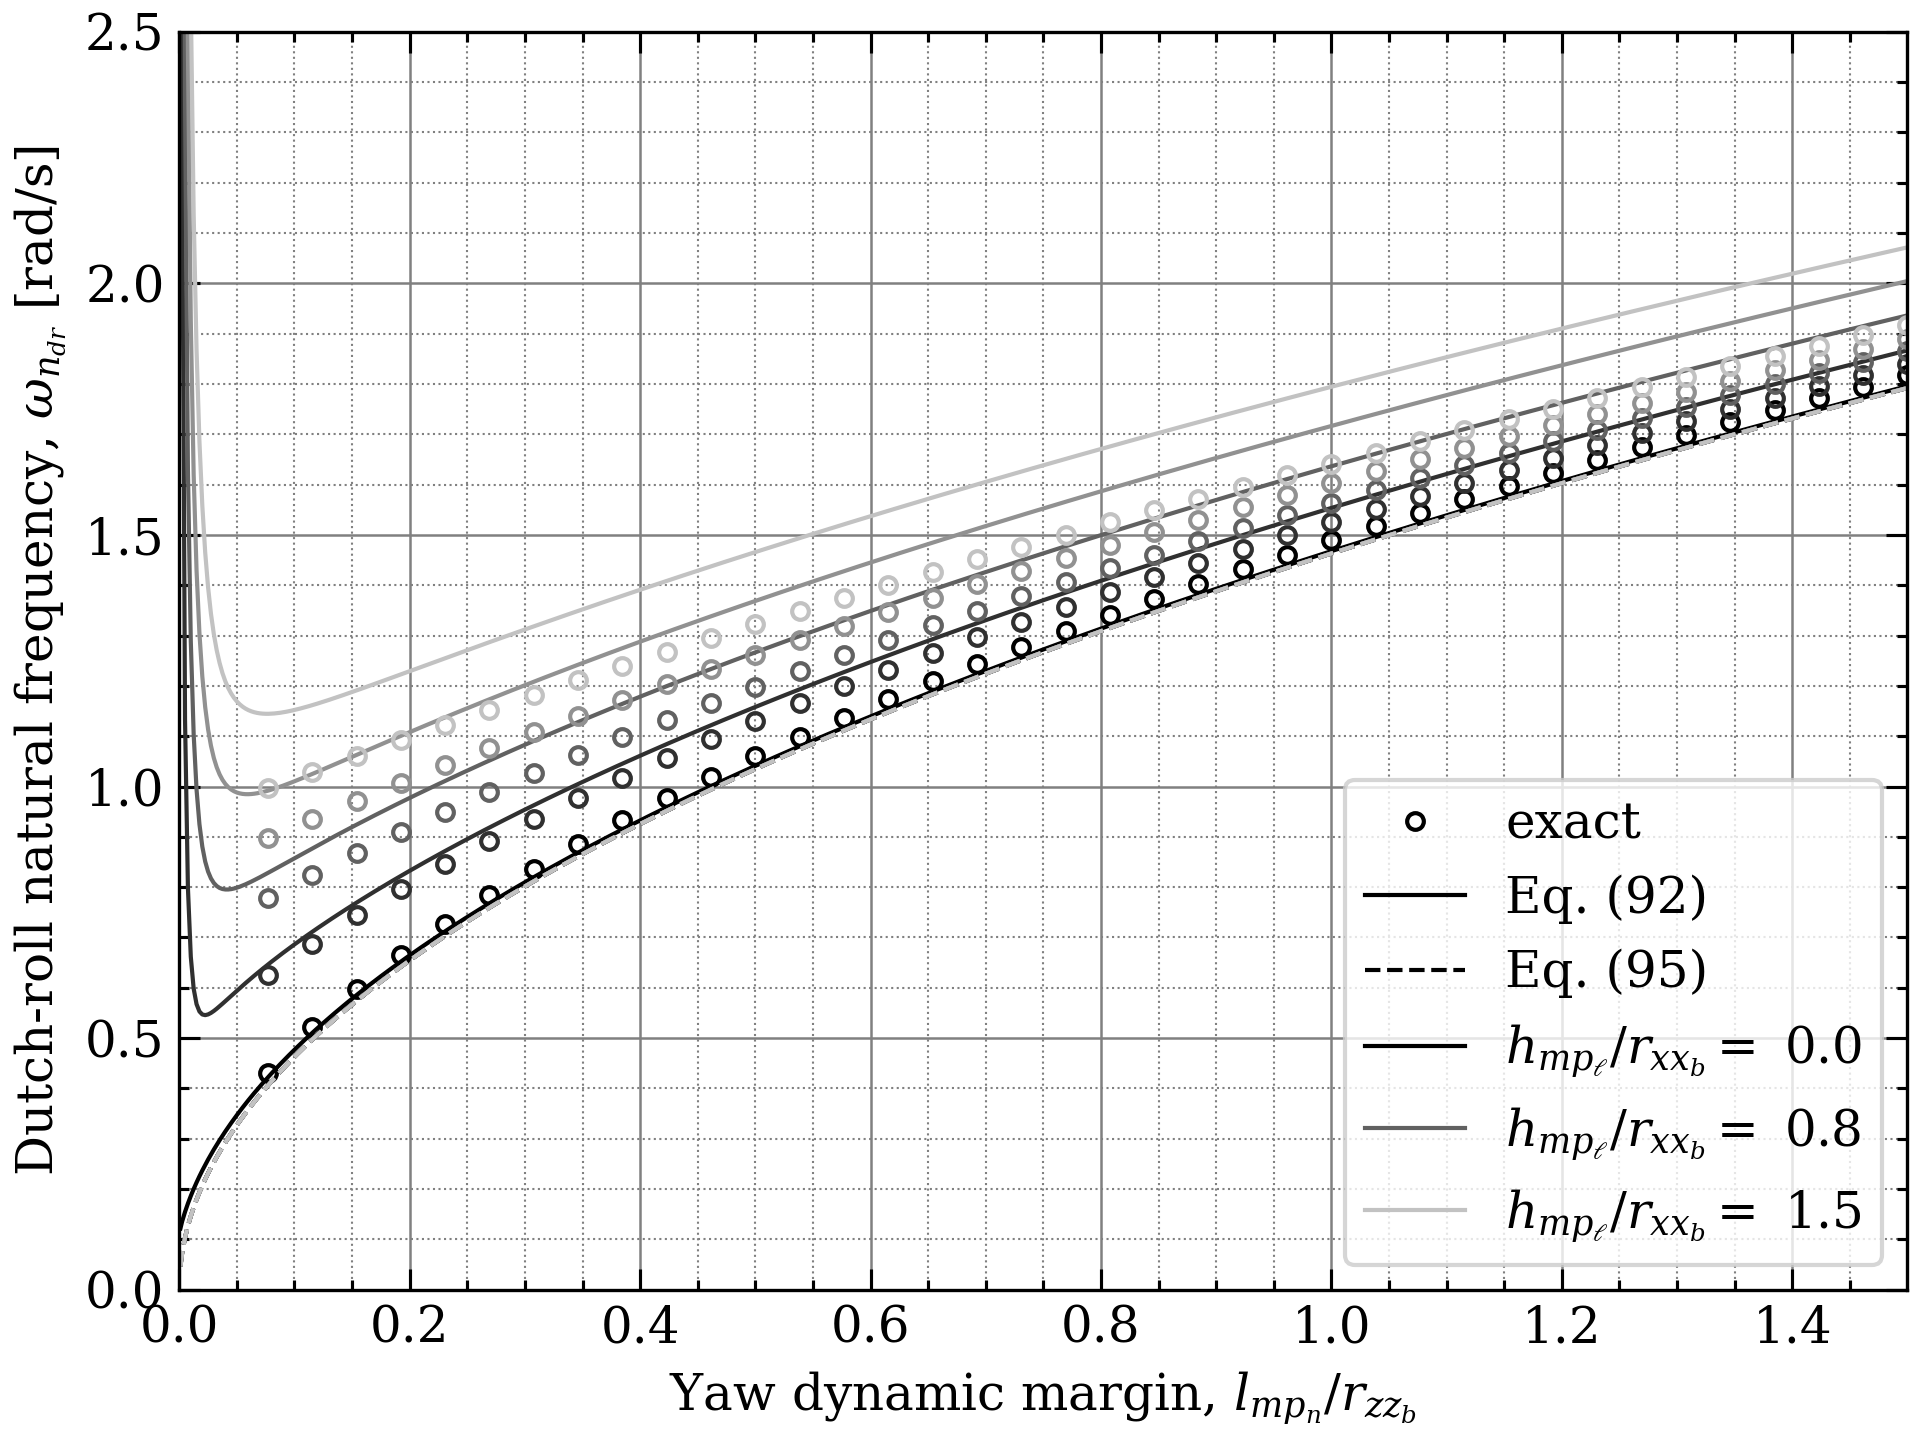 Dutch-roll natural frequency, ω_{n_{dr}} [rad/s]
2.5
2.0
1.5
1.0
0.5
0.0
0.0 0.2 0.4 0.6 0.8 1.0 1.2 1.4
Yaw dynamic margin, l_{mp_n}/r_{zz_b}
exact
Eq. (92)
Eq. (95)
h_{mp_ℓ}/r_{xx_b} = 0.0
h_{mp_ℓ}/r_{xx_b} = 0.8
h_{mp_ℓ}/r_{xx_b} = 1.5